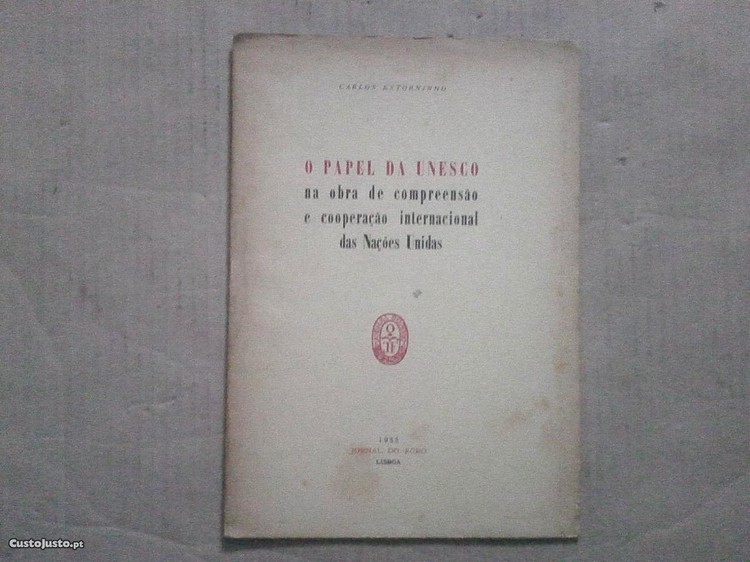 CARLOS ESTORNINHO
O PAPEL DA UNESCO
na obra de compreensão
e cooperação internacional
das Nações Unidas
1955
JORNAL DO FORO
LISBOA
CustoJusto.pt